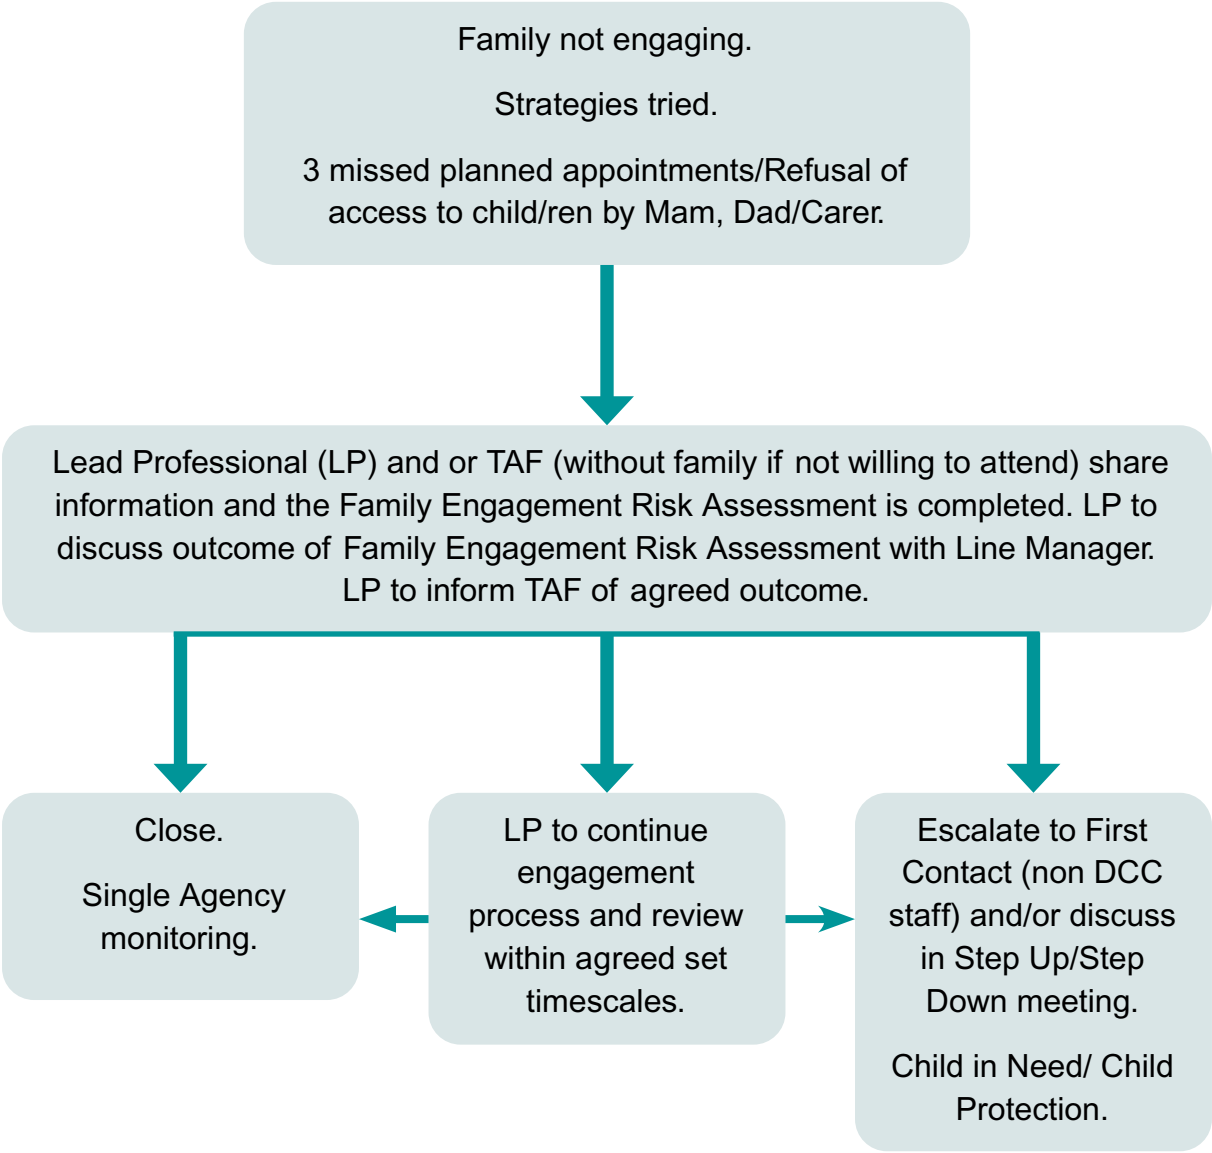 Family not engaging.
Strategies tried.
3 missed planned appointments/Refusal of
access to child/ren by Mam, Dad/Carer.
Lead Professional (LP) and or TAF (without family if not willing to attend) share
information and the Family Engagement Risk Assessment is completed. LP to
discuss outcome of Family Engagement Risk Assessment with Line Manager.
LP to inform TAF of agreed outcome.
Close.
Single Agency
monitoring.
LP to continue
engagement
process and review
within agreed set
timescales.
Escalate to First
Contact (non DCC
staff) and/or discuss
in Step Up/Step
Down meeting.
Child in Need/ Child
Protection.